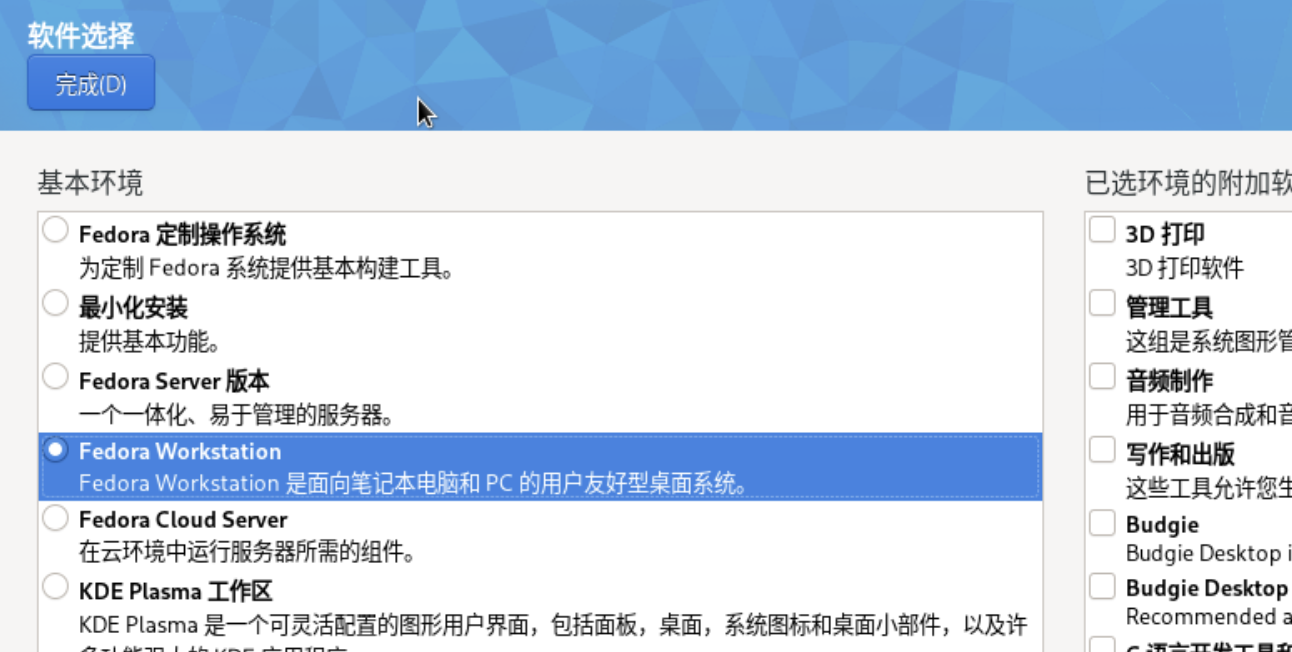 软件选择
完成(D)
基本环境
Fedora 定制操作系统
为定制 Fedora 系统提供基本构建工具。
最小化安装
提供基本功能。
Fedora Server 版本
一个一体化、易于管理的服务器。
Fedora Workstation
Fedora Workstation 是面向笔记本电脑和 PC 的用户友好型桌面系统。
Fedora Cloud Server
在云环境中运行服务器所需的组件。
KDE Plasma 工作区
KDE Plasma 是一个可灵活配置的图形用户界面，包括面板，桌面，系统图标和桌面小部件，以及许
已选环境的附加软
3D 打印
3D 打印软件
管理工具
这组是系统图形管
音频制作
用于音频合成和音
写作和出版
这些工具允许您生
Budgie
Budgie Desktop i
Budgie Desktop
Recommended a